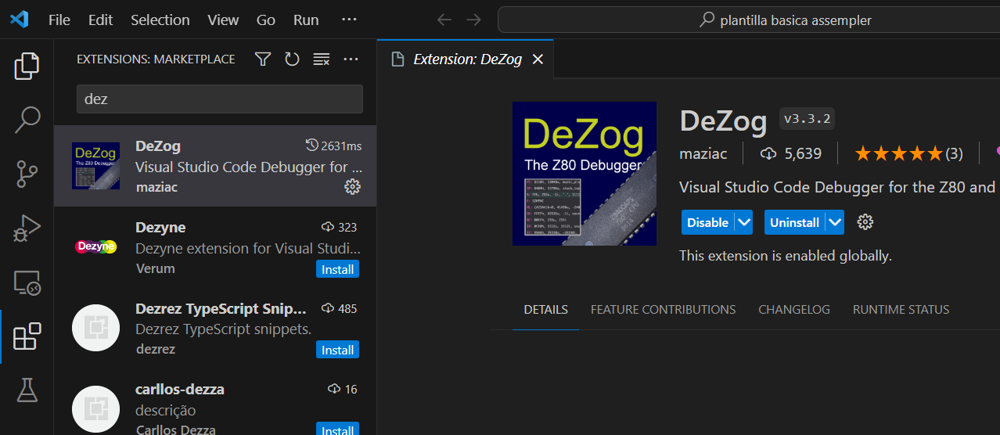 File Edit Selection View Go Run ···
plantilla basica assempler
EXTENSIONS: MARKETPLACE
dez
DeZog 2631ms
Visual Studio Code Debugger for ...
maziac
Dezyne
Dezyne 323
Dezyne extension for Visual Studi...
Verum Install
Dezrez TypeScript Snip... 485
Dezrez TypeScript snippets.
dezrez Install
carllos-dezza 16
descrição
Carllos Dezza Install
Extension: DeZog
DeZog
The Z80 Debugger
DeZog v3.3.2
maziac 5,639 (3)
Visual Studio Code Debugger for the Z80 and
Disable Uninstall
This extension is enabled globally.
DETAILS FEATURE CONTRIBUTIONS CHANGELOG RUNTIME STATUS